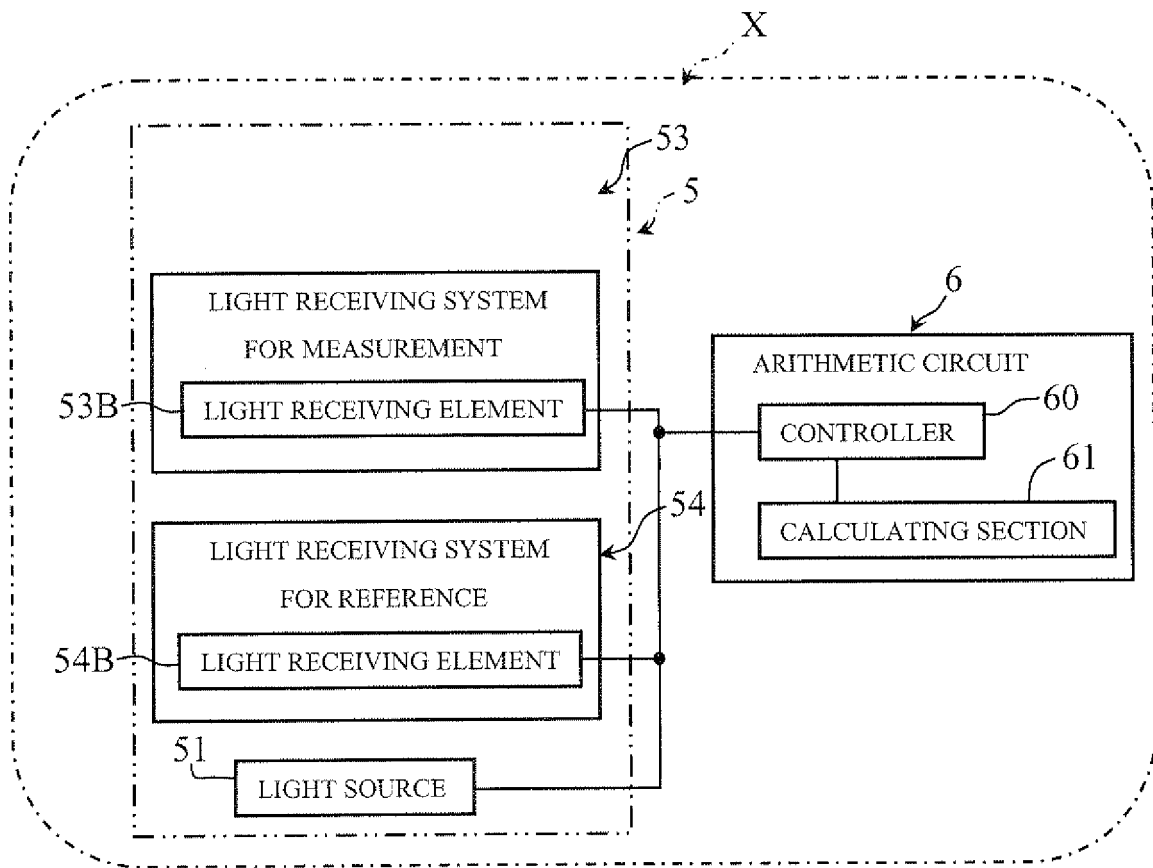 X
53
5
LIGHT RECEIVING SYSTEM
FOR MEASUREMENT
53B
LIGHT RECEIVING ELEMENT
6
ARITHMETIC CIRCUIT
60
CONTROLLER
61
CALCULATING SECTION
54
LIGHT RECEIVING SYSTEM
FOR REFERENCE
54B
LIGHT RECEIVING ELEMENT
51
LIGHT SOURCE